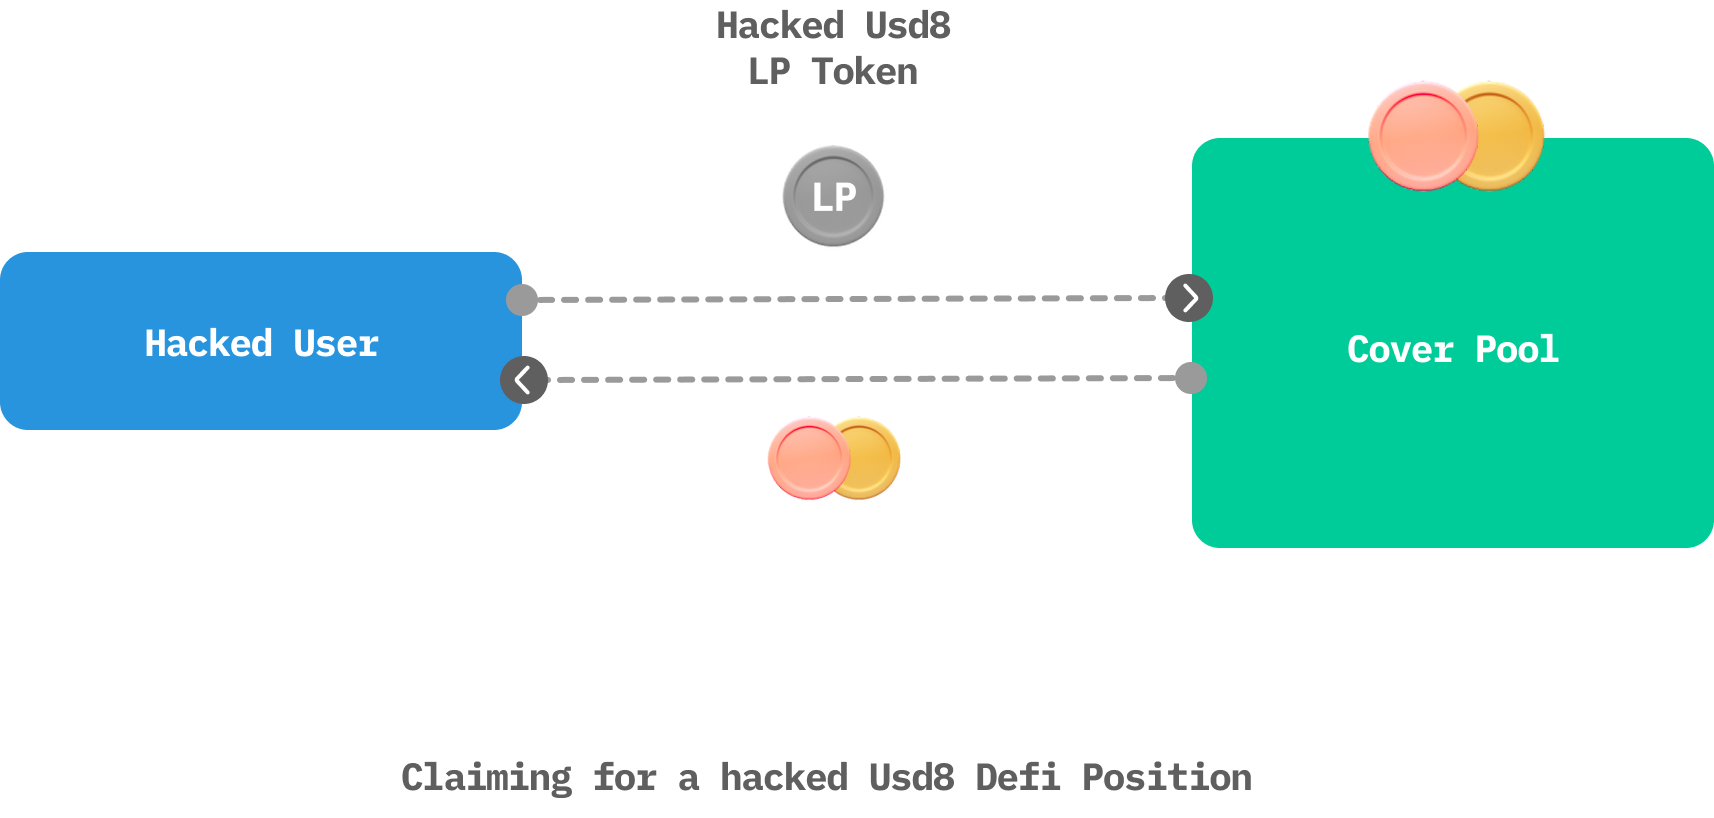 Hacked Usd8
LP Token
LP
Hacked User
Cover Pool
Claiming for a hacked Usd8 Defi Position